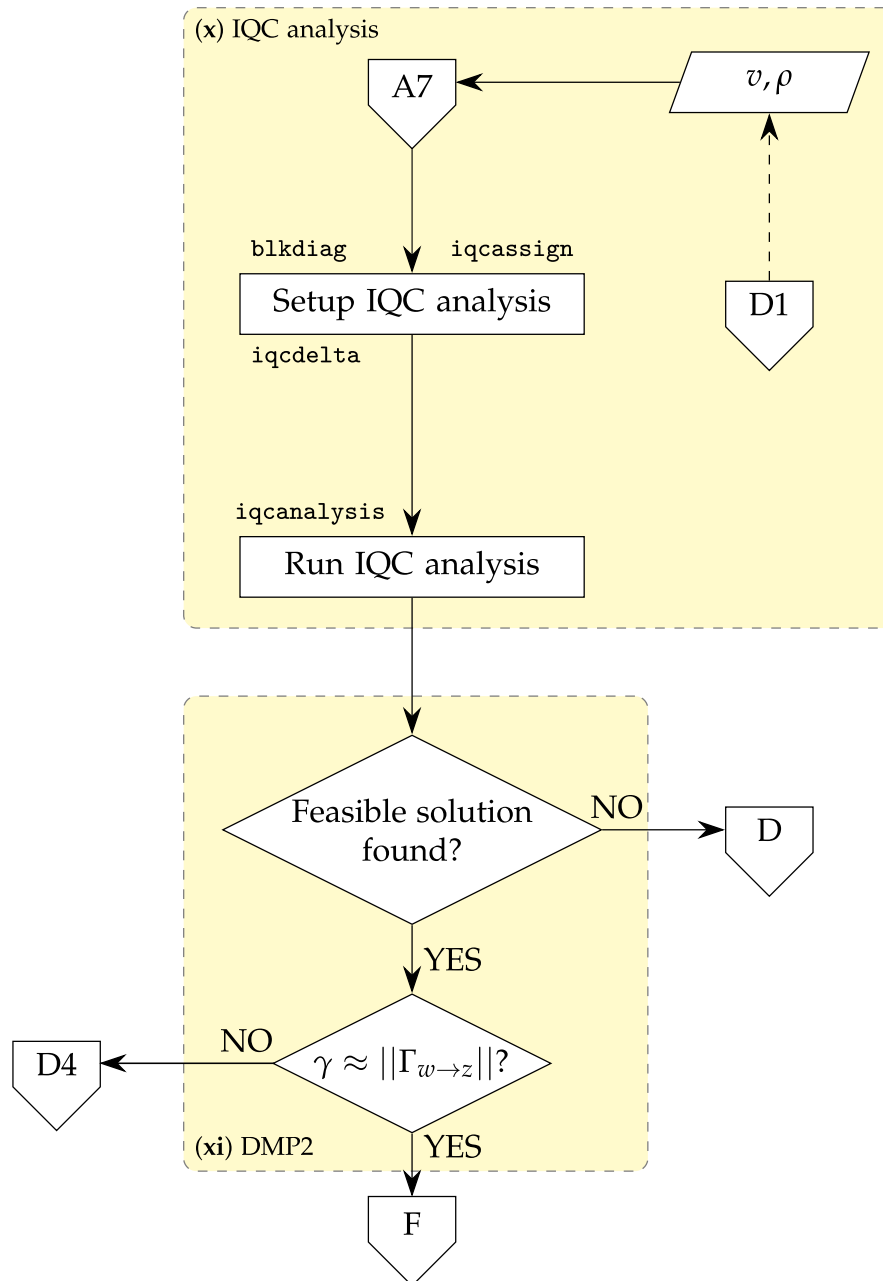 (x) IQC analysis
A7
v, ρ
blkdiag
iqcassign
Setup IQC analysis
D1
iqcdelta
iqcanalysis
Run IQC analysis
Feasible solution
found?
NO
D
YES
NO
D4
γ ≈ ||Γ_{w→z}||?
(xi) DMP2
YES
F